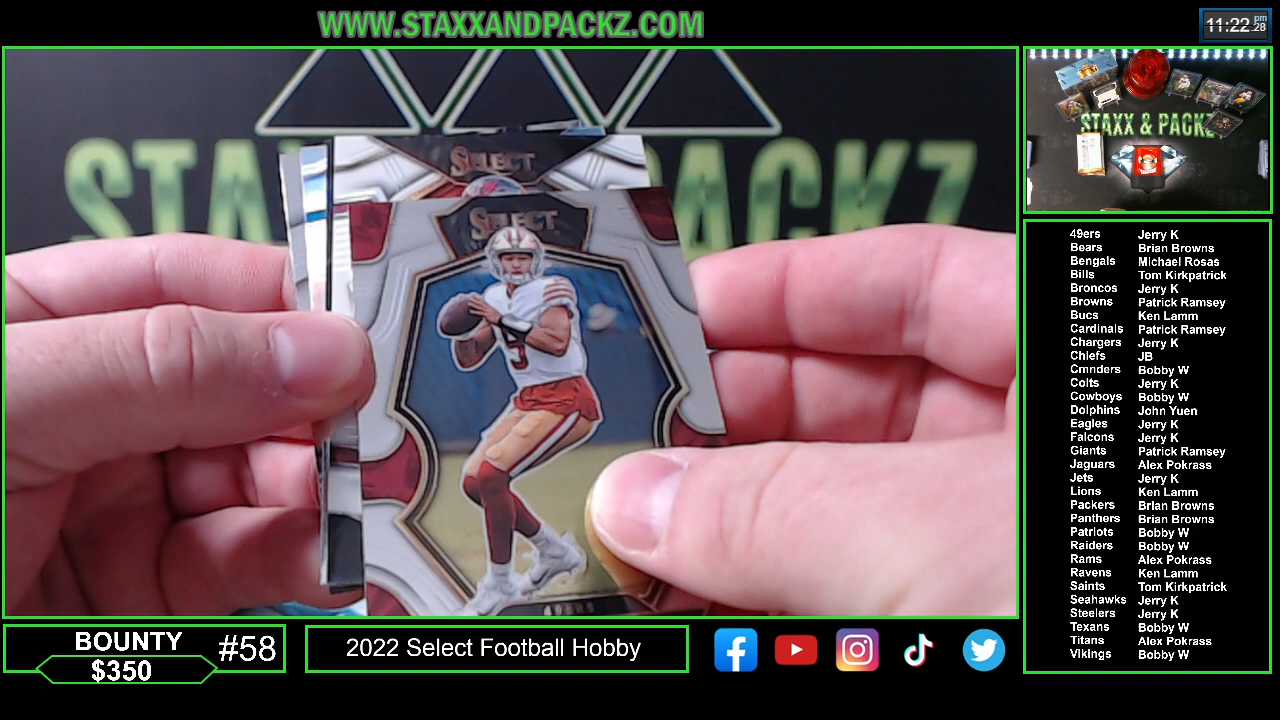 WWW.STAXXANDPACKZ.COM
11:22 pm .28
STA
PACKZ
SELECT
SELECT
5
49ERS
STAXX & PACKZ
49ers Jerry K
Bears Brian Browns
Bengals Michael Rosas
Bills Tom Kirkpatrick
Broncos Jerry K
Browns Patrick Ramsey
Bucs Ken Lamm
Cardinals Patrick Ramsey
Chargers Jerry K
Chiefs JB
Cmnders Bobby W
Colts Jerry K
Cowboys Bobby W
Dolphins John Yuen
Eagles Jerry K
Falcons Jerry K
Giants Patrick Ramsey
Jaguars Alex Pokrass
Jets Jerry K
Lions Ken Lamm
Packers Brian Browns
Panthers Brian Browns
Patriots Bobby W
Raiders Bobby W
Rams Alex Pokrass
Ravens Ken Lamm
Saints Tom Kirkpatrick
Seahawks Jerry K
Steelers Jerry K
Texans Bobby W
Titans Alex Pokrass
Vikings Bobby W
BOUNTY #58
$350
2022 Select Football Hobby